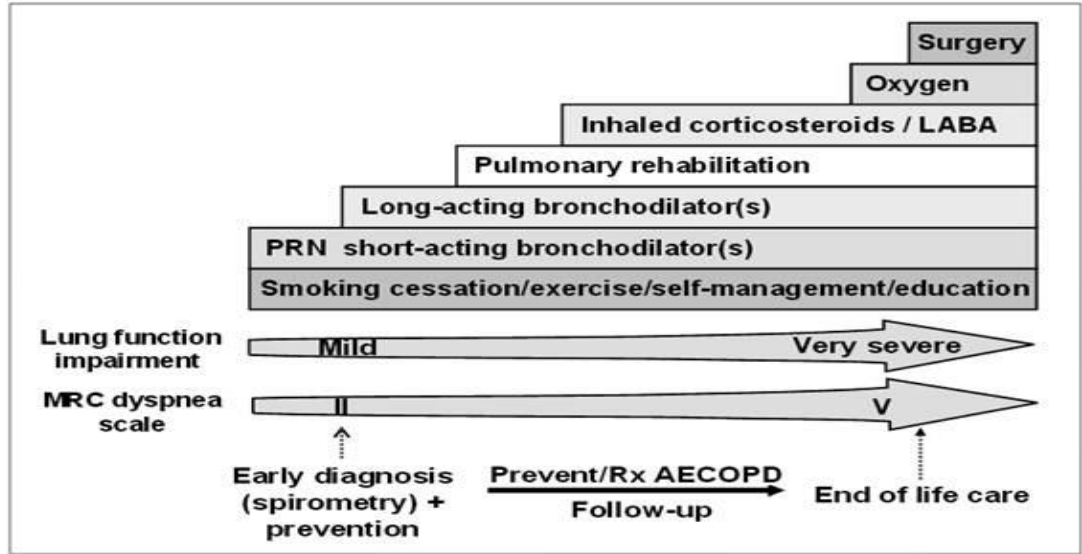 Surgery
Oxygen
Inhaled corticosteroids / LABA
Pulmonary rehabilitation
Long-acting bronchodilator(s)
PRN short-acting bronchodilator(s)
Smoking cessation/exercise/self-management/education
Lung function
impairment
Mild
Very severe
MRC dyspnea
scale
II
V
Early diagnosis
(spirometry) +
prevention
Prevent/Rx AECOPD
Follow-up
End of life care